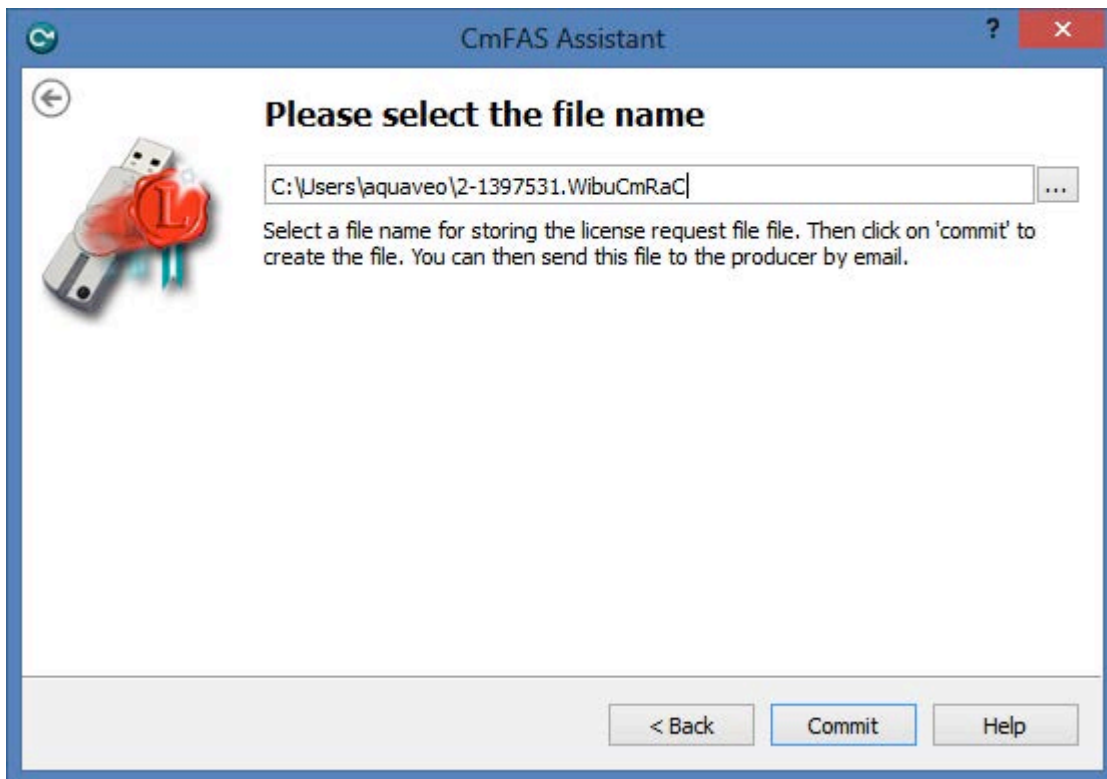 CmFAS Assistant
?
Please select the file name
C:\Users\aquaveo\2-1397531.WibuCmRaC
...
Select a file name for storing the license request file file. Then click on 'commit' to
create the file. You can then send this file to the producer by email.
L
< Back
Commit
Help